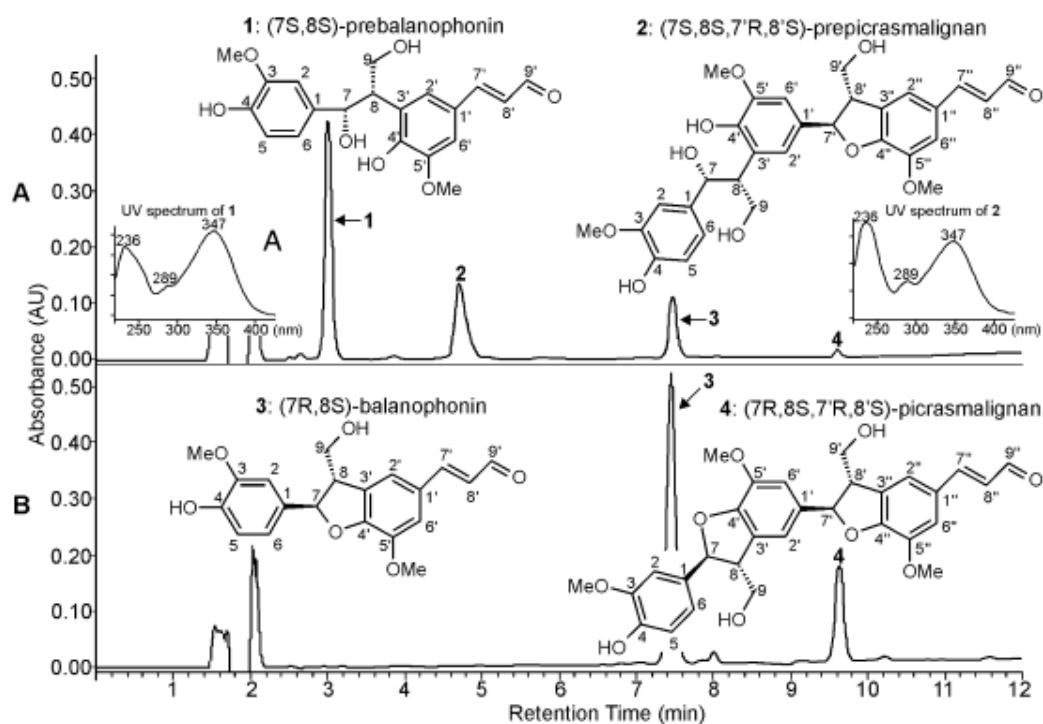 1: (7S,8S)-prebalanophonin
2: (7S,8S,7'R,8'S)-prepicrasmalignan
A
0.50
0.40
0.30
0.20
0.10
0.00
MeO
HO
OH
9
3
2
4
1
7
8
5
6
OH
3'
2'
4'
HO
5'
OMe
6'
1'
7'
8'
9'
O
MeO
5'
6'
4'
HO
3'
2'
1'
HO
7
8
9
HO
1
2
3
MeO
4
HO
5
6
OH
9'
8'
7'
O
3''
2''
4''
5''
OMe
6''
1''
7''
8''
9''
O
UV spectrum of 1
236
289
347
A
250 300 350 400 (nm)
1
2
3
4
UV spectrum of 2
236
289
347
250 300 350 400 (nm)
Absorbance (AU)
B
0.50
0.40
0.30
0.20
0.10
0.00
3: (7R,8S)-balanophonin
MeO
3
2
4
HO
5
6
1
7
8
9
OH
O
3'
2'
4'
5'
OMe
6'
1'
7'
8'
9'
O
3
4: (7R,8S,7'R,8'S)-picrasmalignan
MeO
5'
6'
4'
O
3'
2'
1'
7
8
9
HO
1
2
3
MeO
4
HO
5
6
OH
9'
8'
7'
O
3''
2''
4''
5''
OMe
6''
1''
7''
8''
9''
O
4
1 2 3 4 5 6 7 8 9 10 11 12
Retention Time (min)